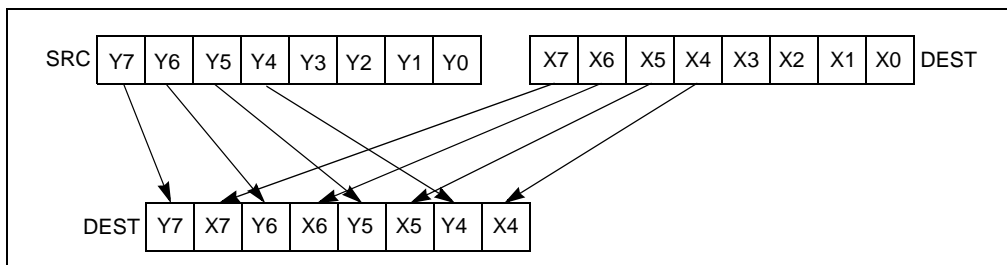 SRC Y7 Y6 Y5 Y4 Y3 Y2 Y1 Y0 X7 X6 X5 X4 X3 X2 X1 X0 DEST
DEST Y7 X7 Y6 X6 Y5 X5 Y4 X4